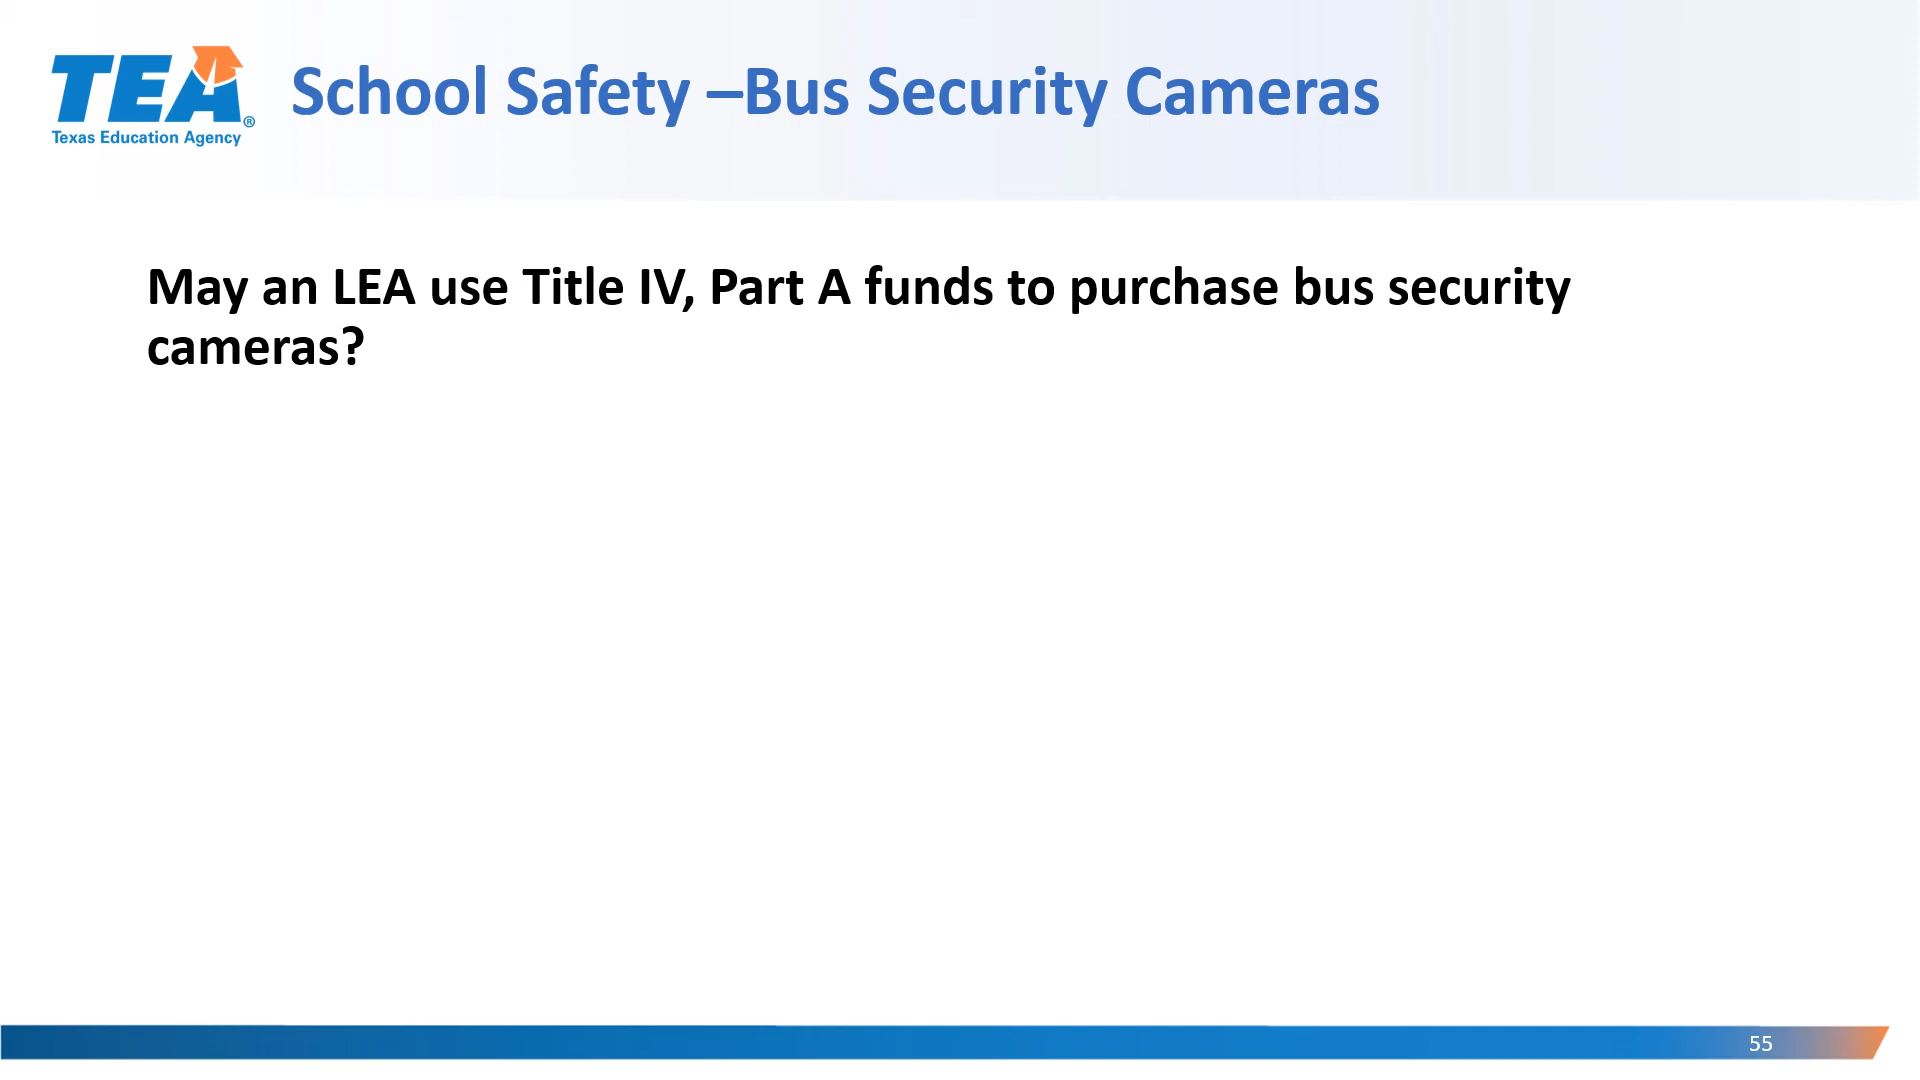 TEA®
Texas Education Agency
School Safety –Bus Security Cameras
May an LEA use Title IV, Part A funds to purchase bus security
cameras?
55